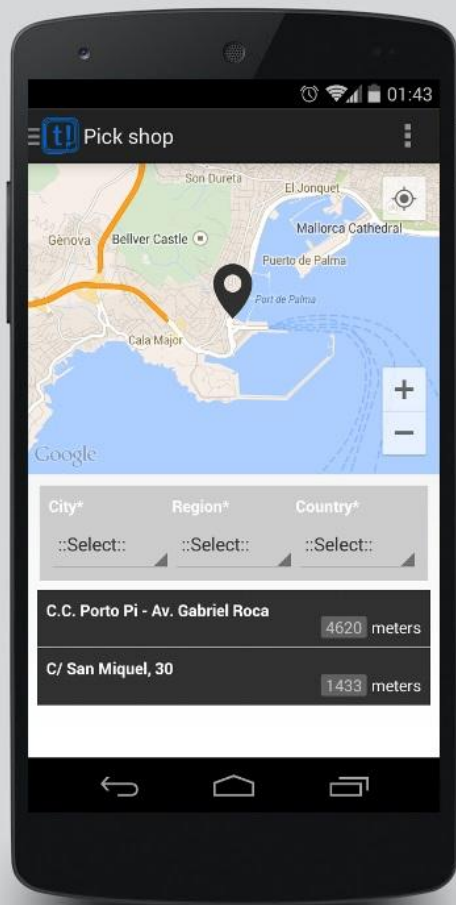 01:43
t! Pick shop
Son Dureta
El Jonquet
Gènova
Bellver Castle
Mallorca Cathedral
Puerto de Palma
Port de Palma
Cala Major
Google
City* Region* Country*
::Select:: ::Select:: ::Select::
C.C. Porto Pi - Av. Gabriel Roca
4620 meters
C/ San Miquel, 30
1433 meters